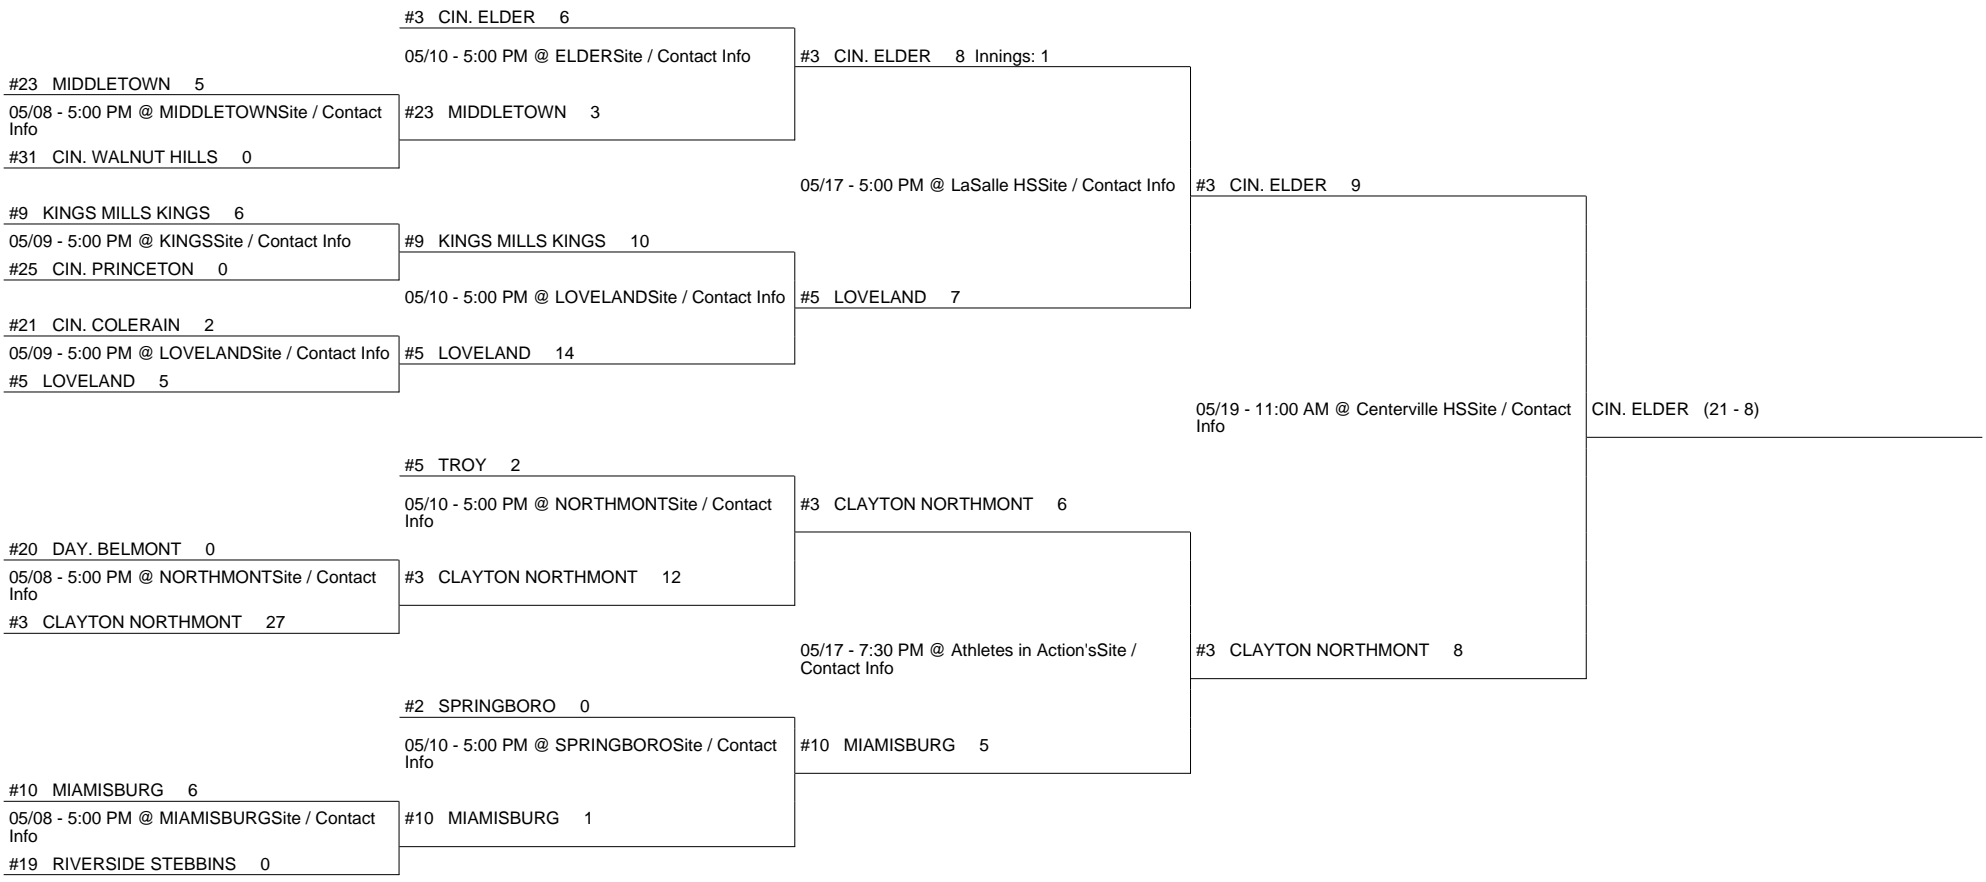 #3 CIN. ELDER 6
05/10 - 5:00 PM @ ELDERSite / Contact Info
#3 CIN. ELDER 8 Innings: 1
#23 MIDDLETOWN 5
05/08 - 5:00 PM @ MIDDLETOWNSite / Contact
Info
#23 MIDDLETOWN 3
#31 CIN. WALNUT HILLS 0
05/17 - 5:00 PM @ LaSalle HSSite / Contact Info
#3 CIN. ELDER 9
#9 KINGS MILLS KINGS 6
05/09 - 5:00 PM @ KINGSSite / Contact Info
#9 KINGS MILLS KINGS 10
#25 CIN. PRINCETON 0
05/10 - 5:00 PM @ LOVELANDSite / Contact Info
#5 LOVELAND 7
#21 CIN. COLERAIN 2
05/09 - 5:00 PM @ LOVELANDSite / Contact Info
#5 LOVELAND 14
#5 LOVELAND 5
05/19 - 11:00 AM @ Centerville HSSite / Contact
Info
CIN. ELDER (21 - 8)
#5 TROY 2
05/10 - 5:00 PM @ NORTHMONTSite / Contact
Info
#3 CLAYTON NORTHMONT 6
#20 DAY. BELMONT 0
05/08 - 5:00 PM @ NORTHMONTSite / Contact
Info
#3 CLAYTON NORTHMONT 12
#3 CLAYTON NORTHMONT 27
05/17 - 7:30 PM @ Athletes in Action'sSite /
Contact Info
#3 CLAYTON NORTHMONT 8
#2 SPRINGBORO 0
05/10 - 5:00 PM @ SPRINGBOROSite / Contact
Info
#10 MIAMISBURG 5
#10 MIAMISBURG 6
05/08 - 5:00 PM @ MIAMISBURGSite / Contact
Info
#10 MIAMISBURG 1
#19 RIVERSIDE STEBBINS 0